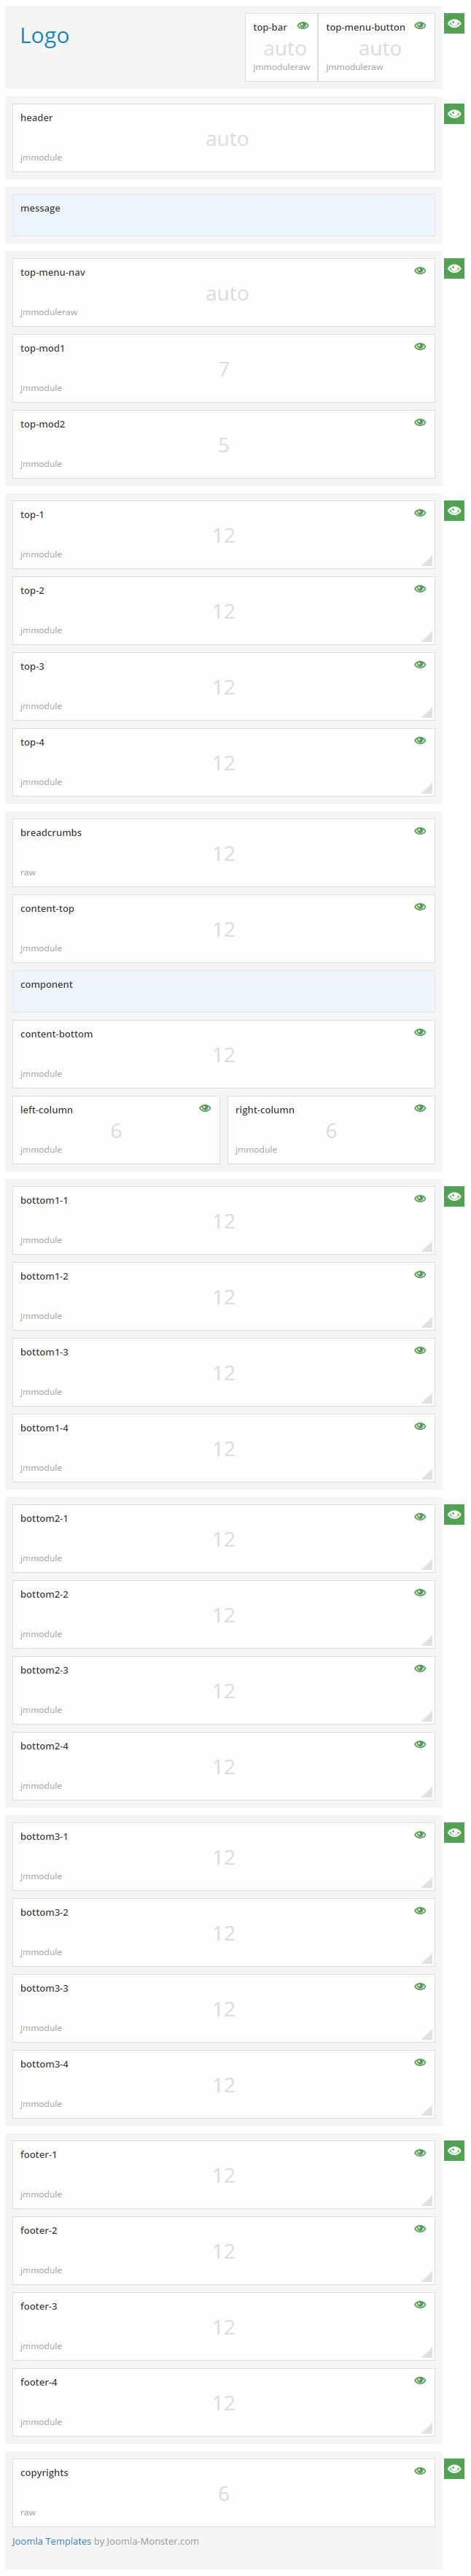 Logo
top-bar
auto
jmmoduleraw
top-menu-button
auto
jmmoduleraw
header
auto
jmmodule
message
top-menu-nav
auto
jmmoduleraw
top-mod1
7
jmmodule
top-mod2
5
jmmodule
top-1
12
jmmodule
top-2
12
jmmodule
top-3
12
jmmodule
top-4
12
jmmodule
breadcrumbs
12
raw
content-top
12
jmmodule
component
content-bottom
12
jmmodule
left-column
6
jmmodule
right-column
6
jmmodule
bottom1-1
12
jmmodule
bottom1-2
12
jmmodule
bottom1-3
12
jmmodule
bottom1-4
12
jmmodule
bottom2-1
12
jmmodule
bottom2-2
12
jmmodule
bottom2-3
12
jmmodule
bottom2-4
12
jmmodule
bottom3-1
12
jmmodule
bottom3-2
12
jmmodule
bottom3-3
12
jmmodule
bottom3-4
12
jmmodule
footer-1
12
jmmodule
footer-2
12
jmmodule
footer-3
12
jmmodule
footer-4
12
jmmodule
copyrights
6
raw
Joomla Templates by Joomla-Monster.com